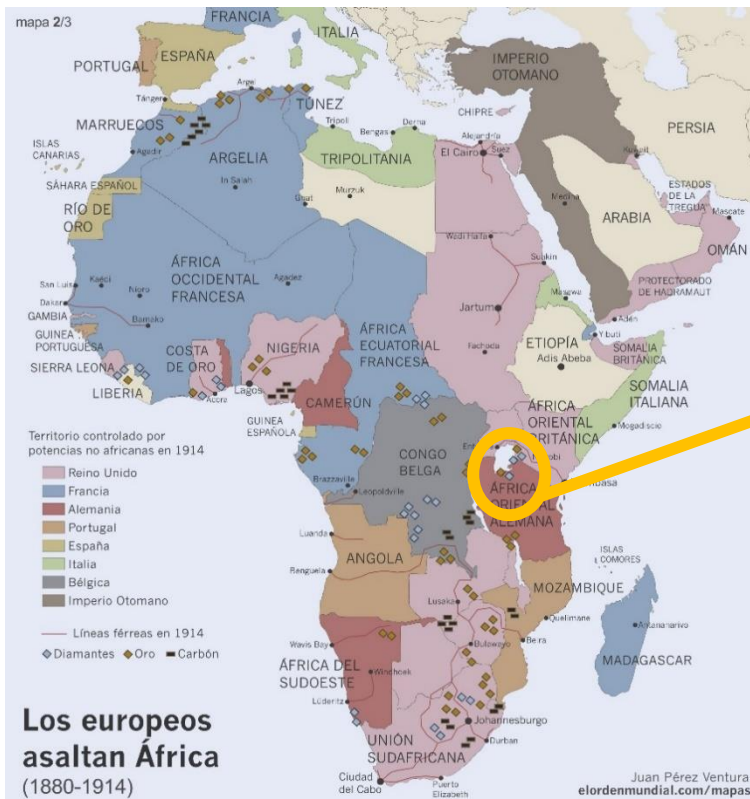 mapa 2/3
FRANCIA
ITALIA
ESPAÑA
PORTUGAL
IMPERIO
OTOMANO
Argel
Tánger
TÚNEZ
CHIPRE
PERSIA
MARRUECOS
Trípoli
Derna
Bengas
Alejandría
ISLAS
CANARIAS
Agadir
El Cairo
Suez
Kuwait
ARGELIA
TRIPOLITANIA
SÁHARA ESPAÑOL
In Salah
Ghat
Murzuk
Medina
ESTADOS
DE LA
TREGUA
Mascate
RÍO
DE
ORO
ARABIA
OMÁN
Wadi Halfa
ÁFRICA
OCCIDENTAL
FRANCESA
Suakin
San Luis
Kaédi
Nioro
Agadez
Masawa
PROTECTORADO
DE HADRAMAUT
Dakar
Bamako
Jartum
Adén
GAMBIA
GUINEA
PORTUGUESA
Y buti
ÁFRICA
ECUATORIAL
FRANCESA
COSTA
DE ORO
NIGERIA
Fachoda
ETIOPÍA
Adis Abeba
SOMALIA
BRITÁNICA
SIERRA LEONA
LIBERIA
Accra
Lagos
CAMERÚN
SOMALIA
ITALIANA
GUINEA
ESPAÑOLA
ÁFRICA
ORIENTAL
BRITÁNICA
Mogadiscio
CONGO
BELGA
Brazzaville
Leopoldville
ÁFRICA
ORIENTAL
ALEMANA
Territorio controlado por
potencias no africanas en 1914
Reino Unido
Francia
Alemania
Portugal
España
Italia
Bélgica
Imperio Otomano
Líneas férreas en 1914
Diamantes Oro Carbón
Luanda
ANGOLA
Benguela
ISLAS
COMORES
MOZAMBIQUE
Lusaka
Quelimane
Wavis Bay
Bulawayo
Beira
Antananarivo
ÁFRICA DEL
SUDOESTE
Windhoek
MADAGASCAR
Lüderitz
Johannesburgo
UNIÓN
SUDAFRICANA
Durban
Ciudad
del Cabo
Puerto
Elizabeth
Los europeos
asaltan África
(1880-1914)
Juan Pérez Ventura
elordenmundial.com/mapas